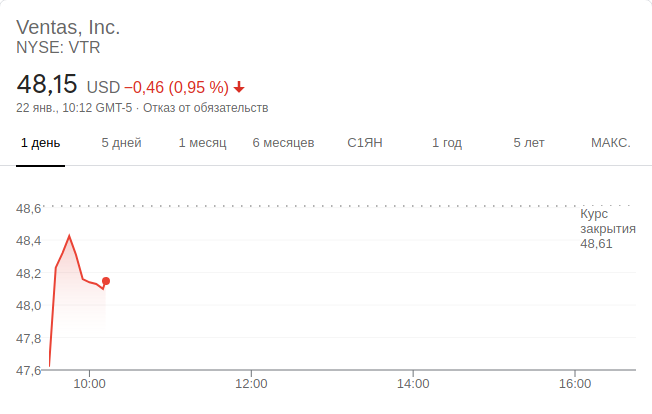 Ventas, Inc.
NYSE: VTR
48,15 USD −0,46 (0,95 %)
22 янв., 10:12 GMT-5 · Отказ от обязательств
1 день 5 дней 1 месяц 6 месяцев С1ЯН 1 год 5 лет МАКС.
48,6
Курс
закрытия
48,61
48,4
48,2
48,0
47,8
47,6
10:00 12:00 14:00 16:00